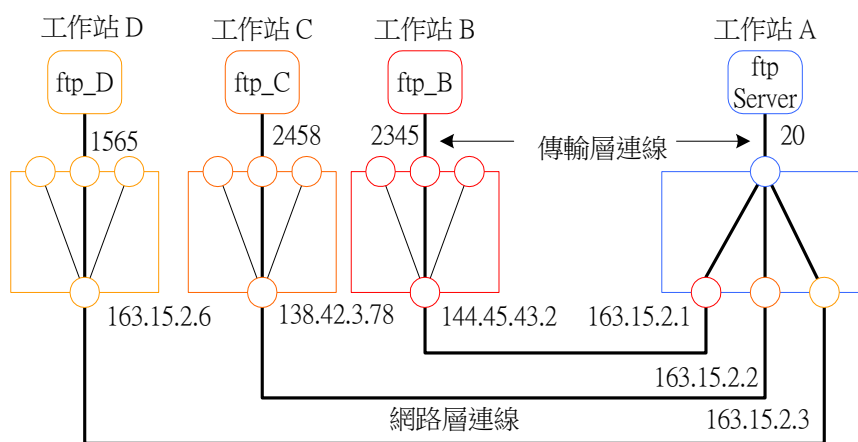 工作站 D
工作站 C
工作站 B
工作站 A
ftp_D
ftp_C
ftp_B
ftp
Server
1565
2458
2345
傳輸層連線
20
163.15.2.6
138.42.3.78
144.45.43.2
163.15.2.1
163.15.2.2
網路層連線
163.15.2.3